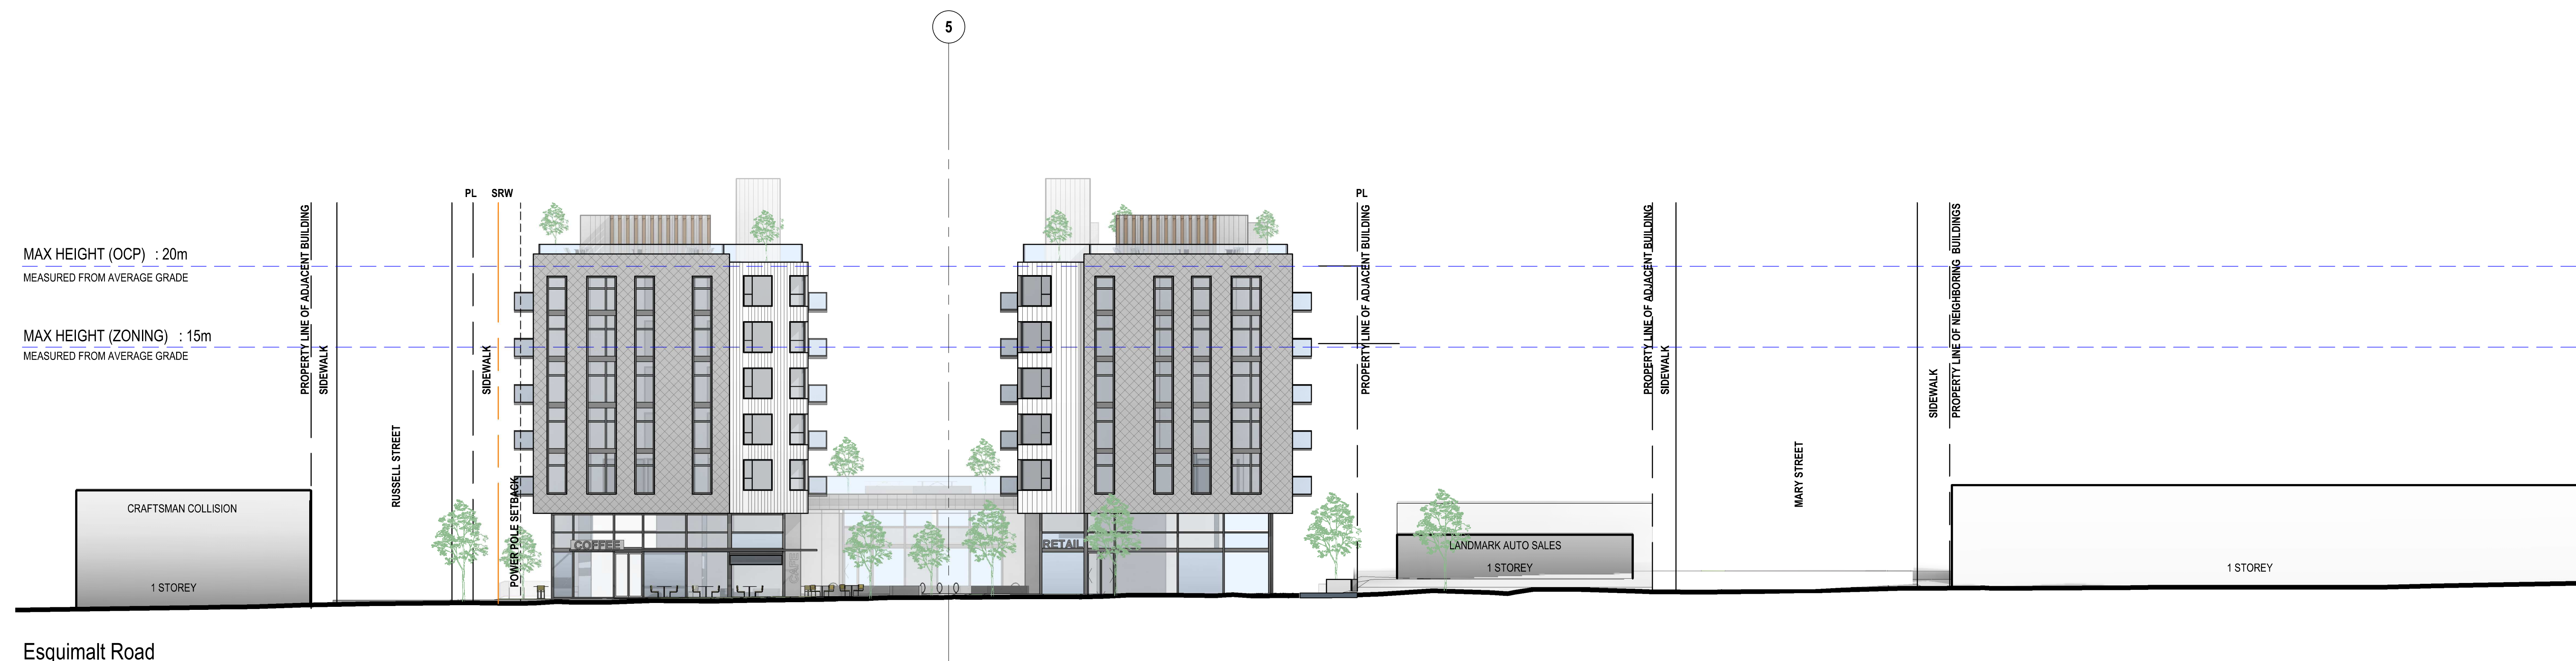 5
PL
SRW
PL
MAX HEIGHT (OCP) : 20m
MEASURED FROM AVERAGE GRADE
MAX HEIGHT (ZONING) : 15m
MEASURED FROM AVERAGE GRADE
PROPERTY LINE OF ADJACENT BUILDING
SIDEWALK
RUSSELL STREET
SIDEWALK
POWER POLE SETBACK
PROPERTY LINE OF ADJACENT BUILDING
PROPERTY LINE OF ADJACENT BUILDING
SIDEWALK
MARY STRET
SIDEWALK
PROPERTY LINE OF NEIGHBORING BUILDINGS
CRAFTSMAN COLLISION
1 STOREY
COFFEE
RETAIL
LANDMARK AUTO SALES
1 STOREY
1 STOREY
Esquimalt Road